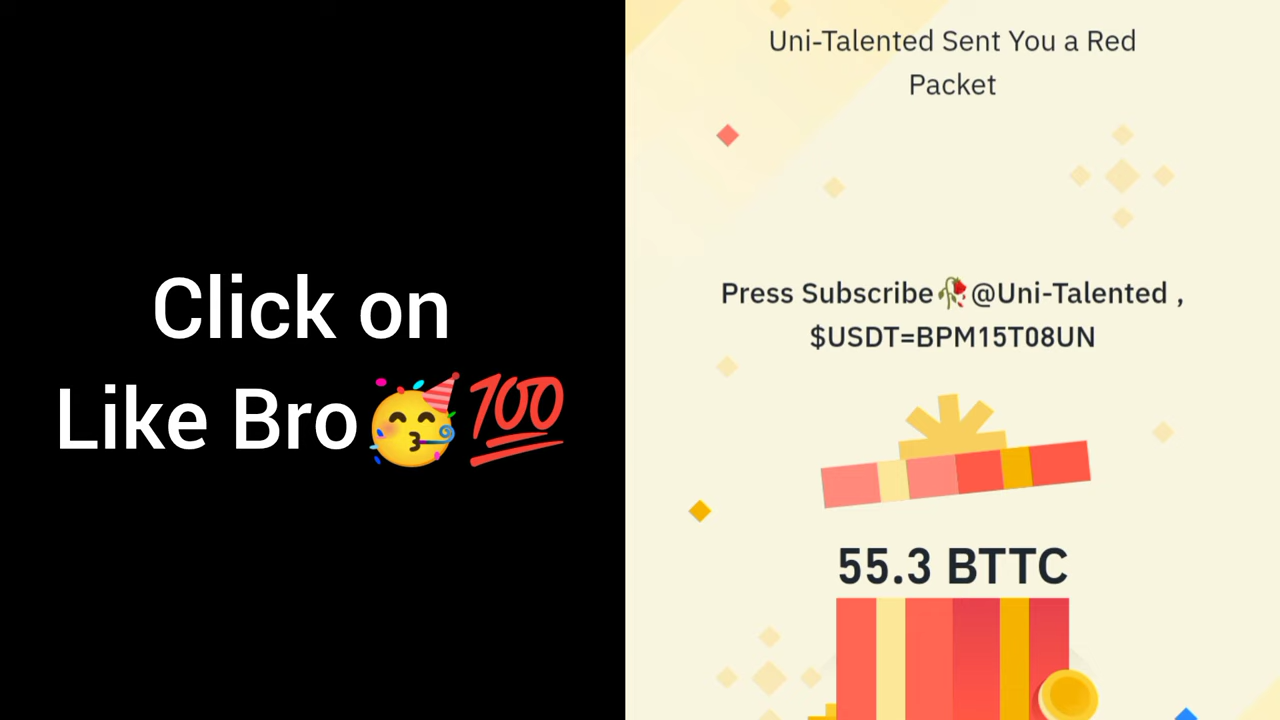 Click on
Like Bro🥳💯
Uni-Talented Sent You a Red
Packet
Press Subscribe🥀@Uni-Talented ,
$USDT=BPM15T08UN
55.3 BTTC